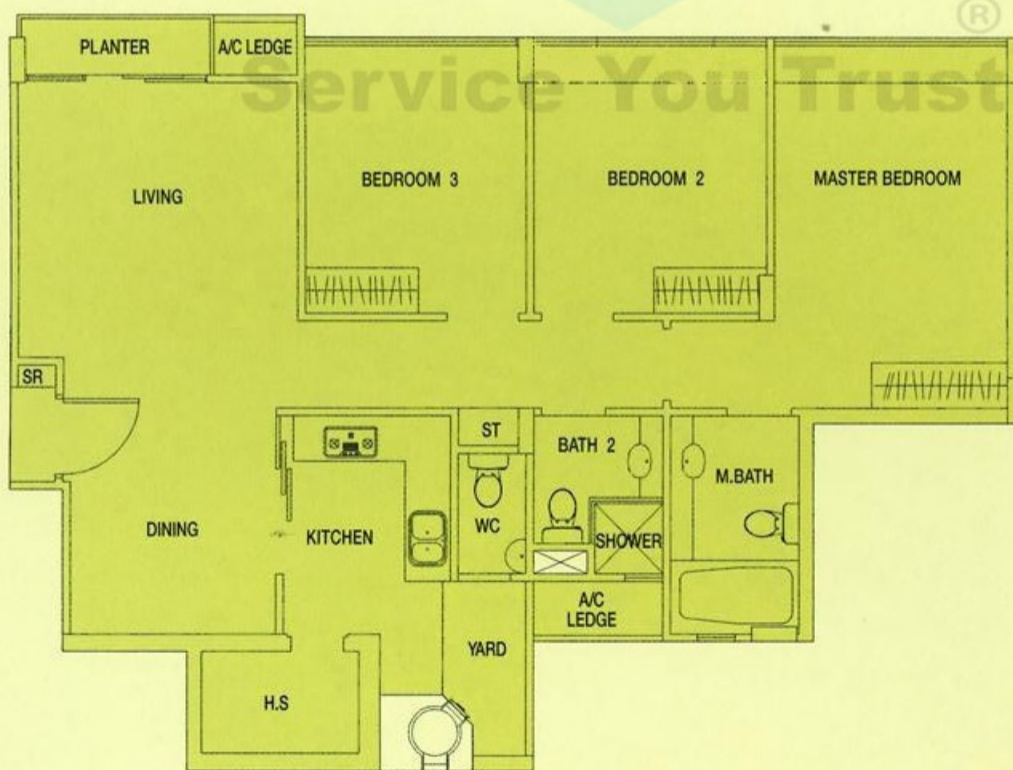 ®
PLANTER
A/C LEDGE
Service You Trust
LIVING
BEDROOM 3
BEDROOM 2
MASTER BEDROOM
SR
ST
BATH 2
M.BATH
DINING
KITCHEN
WC
SHOWER
A/C
LEDGE
YARD
H.S